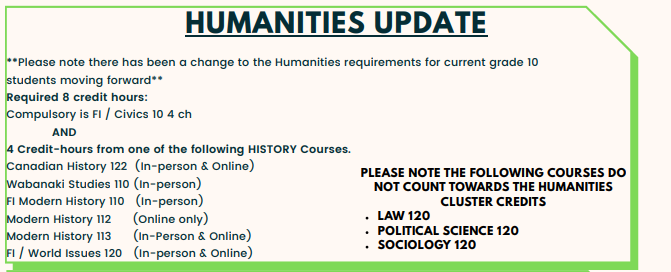 HUMANITIES UPDATE
**Please note there has been a change to the Humanities requirements for current grade 10
students moving forward**
Required 8 credit hours:
Compulsory is FI / Civics 10 4 ch
AND
4 Credit-hours from one of the following HISTORY Courses.
Canadian History 122 (In-person & Online)
Wabanaki Studies 110 (In-person)
FI Modern History 110 (In-person)
Modern History 112 (Online only)
Modern History 113 (In-Person & Online)
FI / World Issues 120 (In-person & Online)
PLEASE NOTE THE FOLLOWING COURSES DO
NOT COUNT TOWARDS THE HUMANITIES
CLUSTER CREDITS
• LAW 120
• POLITICAL SCIENCE 120
• SOCIOLOGY 120